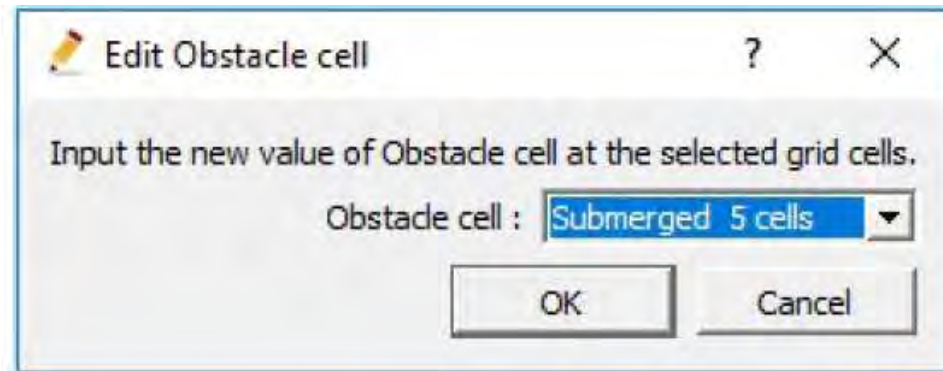 Edit Obstacle cell ?
Input the new value of Obstacle cell at the selected grid cells.
Obstacle cell : Submerged 5 cells
OK Cancel